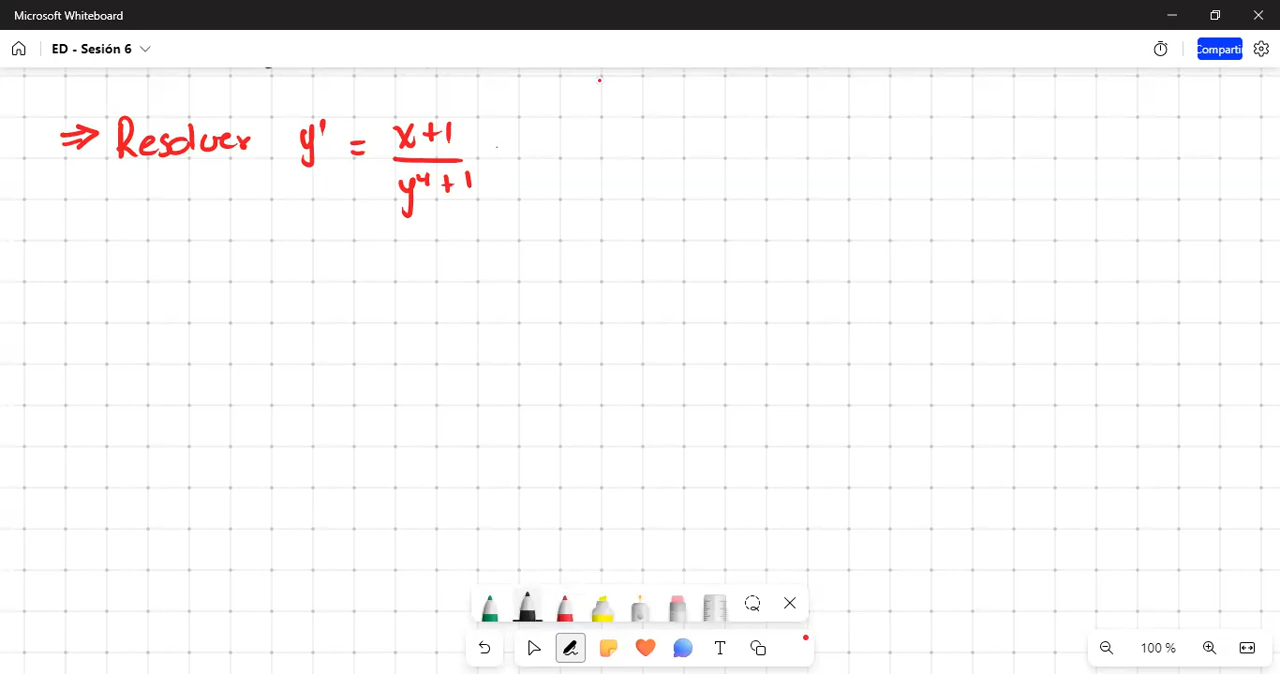 Microsoft Whiteboard
ED - Sesión 6
Comparti
⇒ Resolver y' = x+1 / y⁴+1
T
100 %